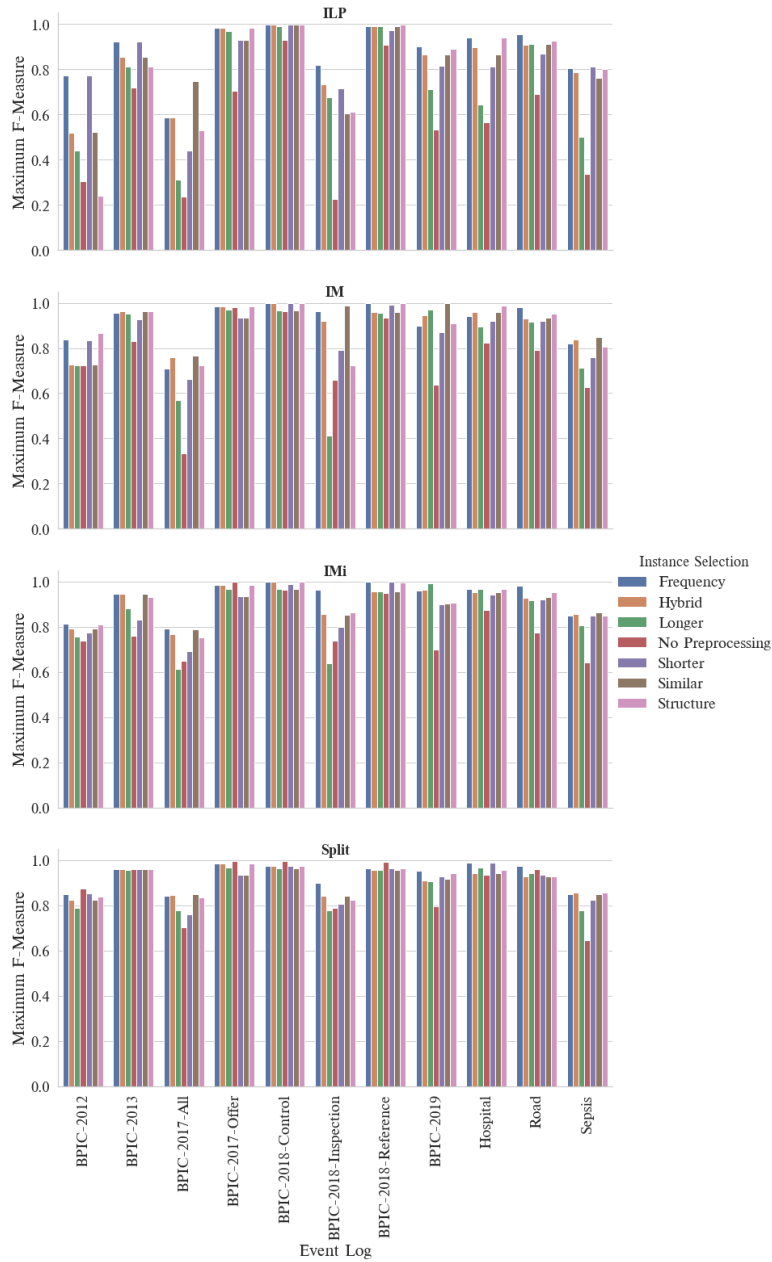 ILP
Maximum F-Measure
1.0
0.8
0.6
0.4
0.2
0.0
IM
Maximum F-Measure
1.0
0.8
0.6
0.4
0.2
0.0
IMi
Maximum F-Measure
1.0
0.8
0.6
0.4
0.2
0.0
Instance Selection
Frequency
Hybrid
Longer
No Preprocessing
Shorter
Similar
Structure
Split
Maximum F-Measure
1.0
0.8
0.6
0.4
0.2
0.0
BPIC-2012
BPIC-2013
BPIC-2017-All
BPIC-2017-Offer
BPIC-2018-Control
BPIC-2018-Inspection
BPIC-2018-Reference
BPIC-2019
Hospital
Road
Sepsis
Event Log